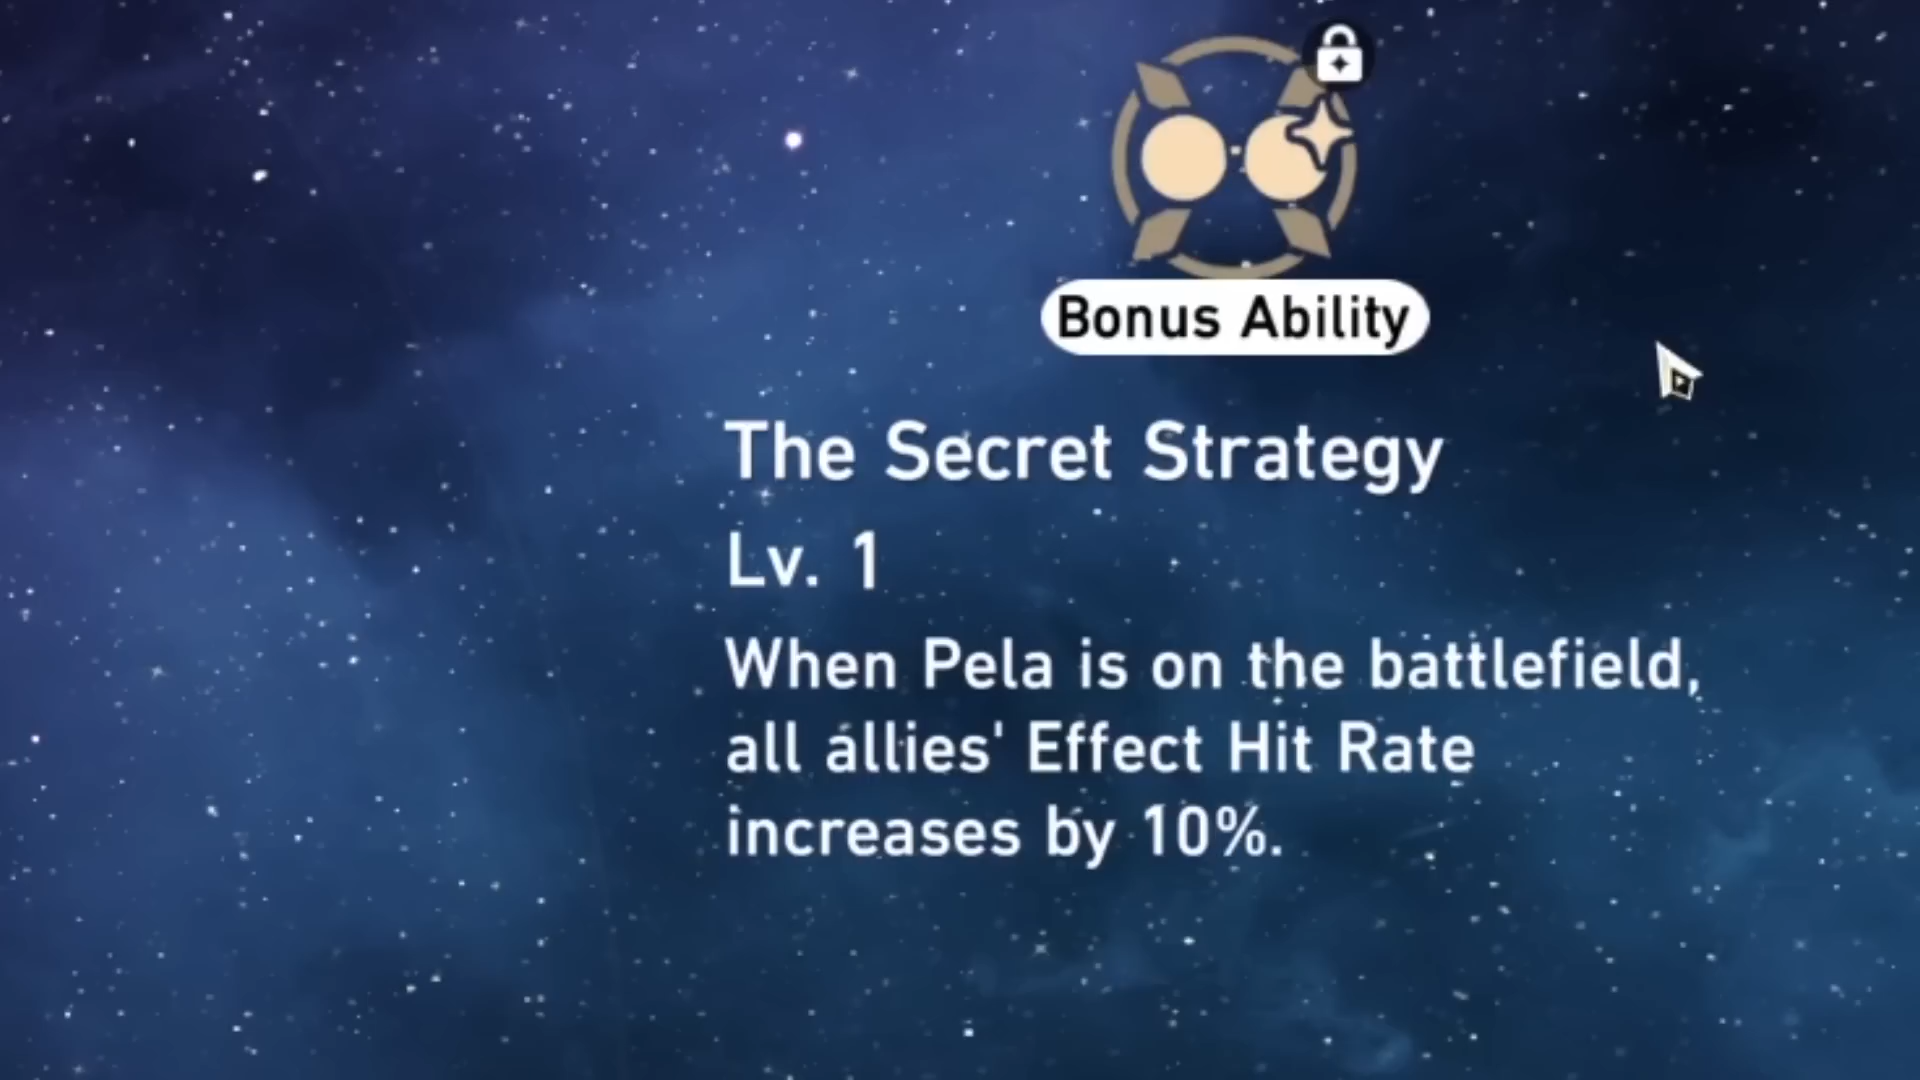 Bonus Ability
The Secret Strategy
Lv. 1
When Pela is on the battlefield,
all allies' Effect Hit Rate
increases by 10%.